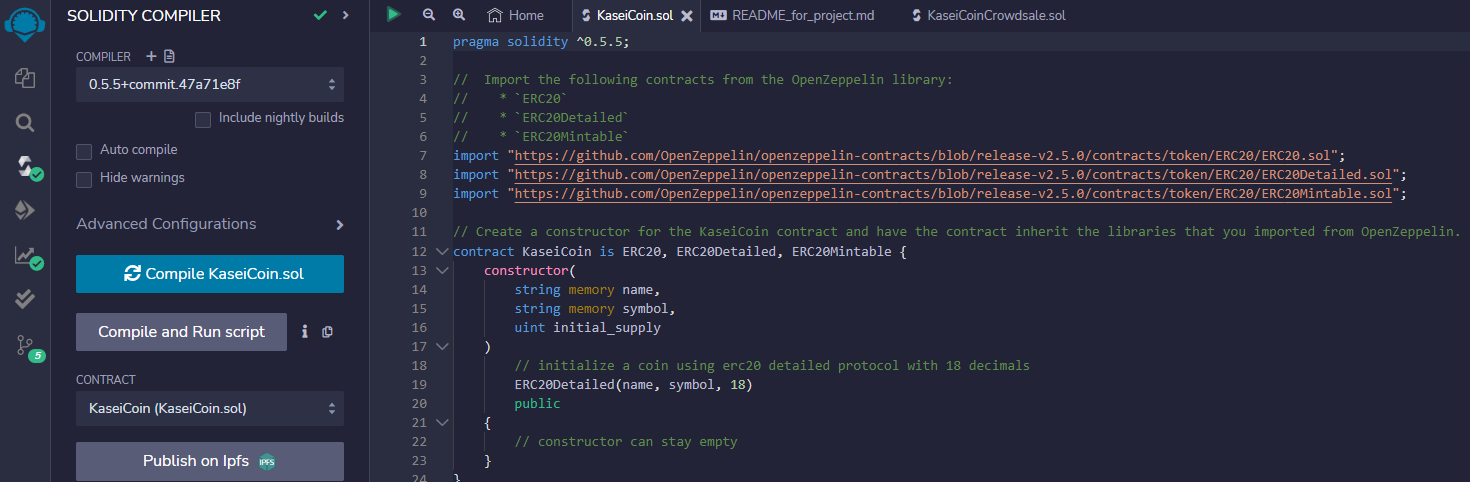 SOLIDITY COMPILER
COMPILER
0.5.5+commit.47a71e8f
Include nightly builds
Auto compile
Hide warnings
Advanced Configurations
Compile KaseiCoin.sol
Compile and Run script
CONTRACT
KaseiCoin (KaseiCoin.sol)
Publish on Ipfs
IPFS
5
Home
KaseiCoin.sol
README_for_project.md
KaseiCoinCrowdsale.sol
1 pragma solidity ^0.5.5;
2
3 //  Import the following contracts from the OpenZeppelin library:
4 //    * `ERC20`
5 //    * `ERC20Detailed`
6 //    * `ERC20Mintable`
7 import "https://github.com/OpenZeppelin/openzeppelin-contracts/blob/release-v2.5.0/contracts/token/ERC20/ERC20.sol";
8 import "https://github.com/OpenZeppelin/openzeppelin-contracts/blob/release-v2.5.0/contracts/token/ERC20/ERC20Detailed.sol";
9 import "https://github.com/OpenZeppelin/openzeppelin-contracts/blob/release-v2.5.0/contracts/token/ERC20/ERC20Mintable.sol";
10
11 // Create a constructor for the KaseiCoin contract and have the contract inherit the libraries that you imported from OpenZeppelin.
12 contract KaseiCoin is ERC20, ERC20Detailed, ERC20Mintable {
13     constructor(
14         string memory name,
15         string memory symbol,
16         uint initial_supply
17     )
18         // initialize a coin using erc20 detailed protocol with 18 decimals
19         ERC20Detailed(name, symbol, 18)
20         public
21     {
22         // constructor can stay empty
23     }
24 }